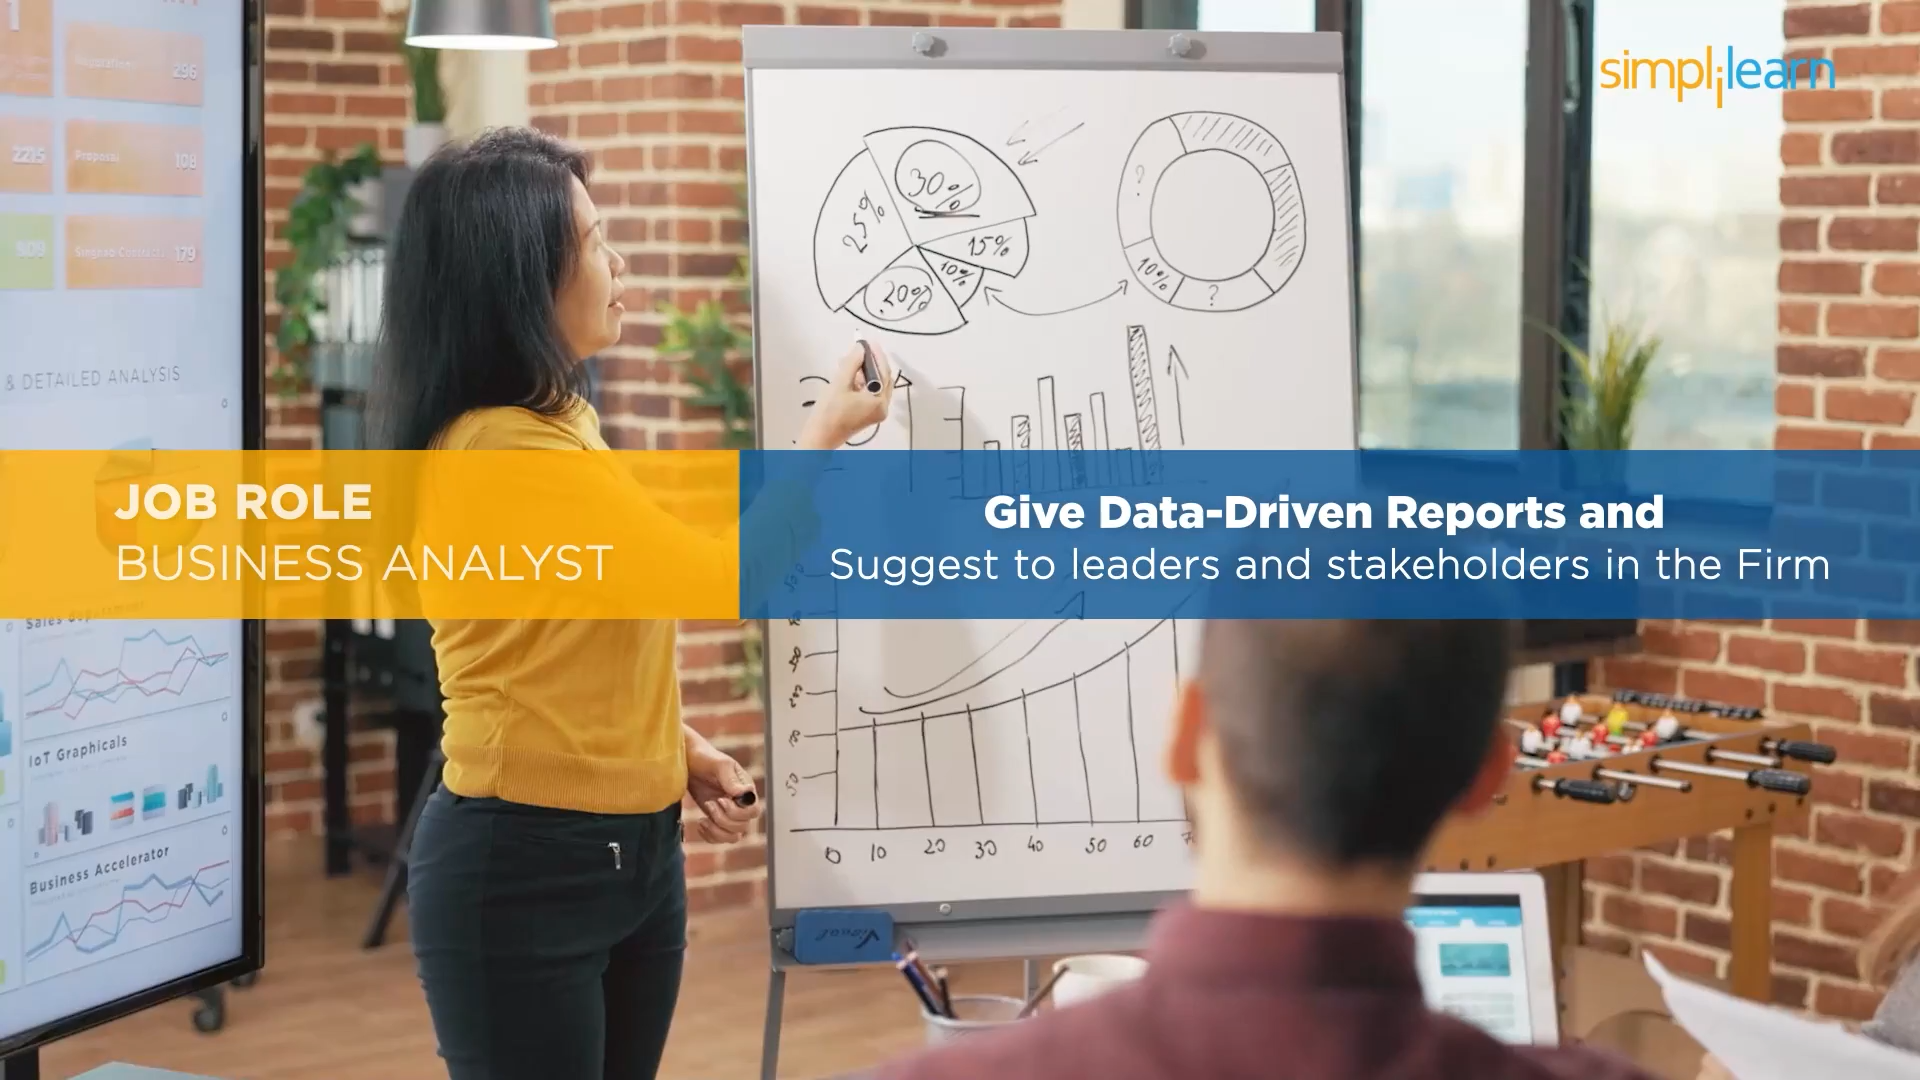 simplilearn
296
2215
Proposal 108
179
& DETAILED ANALYSIS
30%
25%
15%
10%
20%
?
10%
?
JOB ROLE
BUSINESS ANALYST
Give Data-Driven Reports and
Suggest to leaders and stakeholders in the Firm
IoT Graphicals
Business Accelerator
50
0 10 20 30 40 50 60